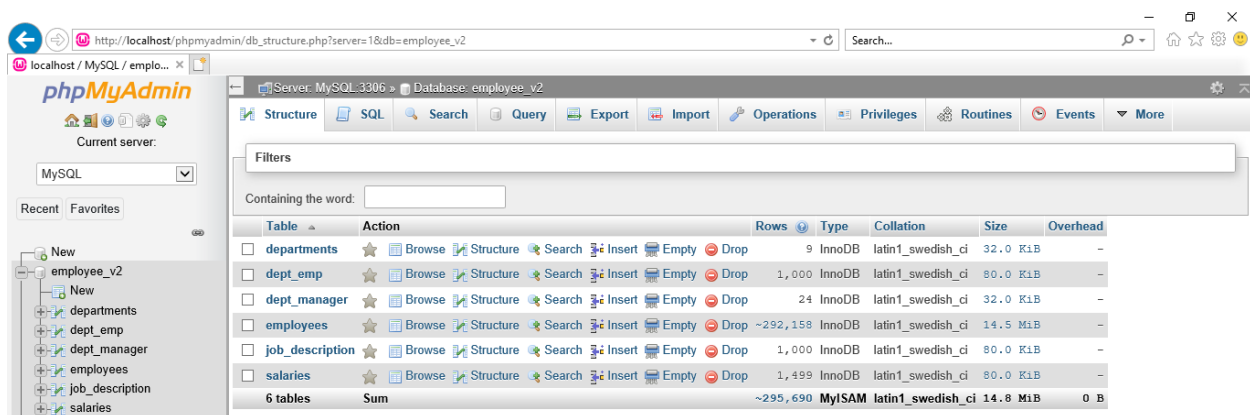 http://localhost/phpmyadmin/db_structure.php?server=1&db=employee_v2
Search...
localhost / MySQL / emplo...
phpMyAdmin
Current server:
MySQL
Recent Favorites
New
employee_v2
New
departments
dept_emp
dept_manager
employees
job_description
salaries
Server: MySQL:3306 » Database: employee_v2
Structure SQL Search Query Export Import Operations Privileges Routines Events More
Filters
Containing the word:
Table Action Rows Type Collation Size Overhead
departments Browse Structure Search Insert Empty Drop 9 InnoDB latin1_swedish_ci 32.0 KiB -
dept_emp Browse Structure Search Insert Empty Drop 1,000 InnoDB latin1_swedish_ci 80.0 KiB -
dept_manager Browse Structure Search Insert Empty Drop 24 InnoDB latin1_swedish_ci 32.0 KiB -
employees Browse Structure Search Insert Empty Drop ~292,158 InnoDB latin1_swedish_ci 14.5 MiB -
job_description Browse Structure Search Insert Empty Drop 1,000 InnoDB latin1_swedish_ci 80.0 KiB -
salaries Browse Structure Search Insert Empty Drop 1,499 InnoDB latin1_swedish_ci 80.0 KiB -
6 tables Sum ~295,690 MyISAM latin1_swedish_ci 14.8 MiB 0 B